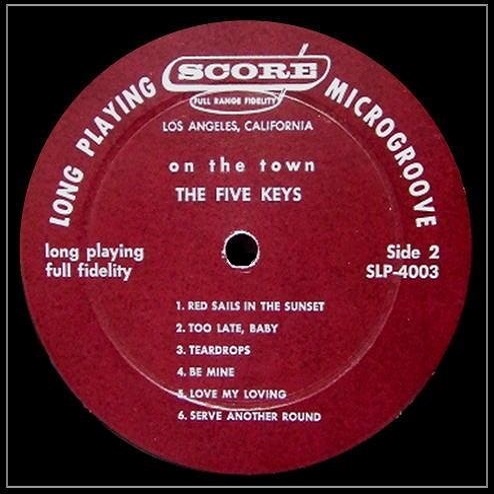 LONG PLAYING
SCORE
MICROGROOVE
FULL RANGE FIDELITY
LOS ANGELES, CALIFORNIA
on the town
THE FIVE KEYS
long playing
full fidelity
Side 2
SLP-4003
1. RED SAILS IN THE SUNSET
2. TOO LATE, BABY
3. TEARDROPS
4. BE MINE
5. LOVE MY LOVING
6. SERVE ANOTHER ROUND